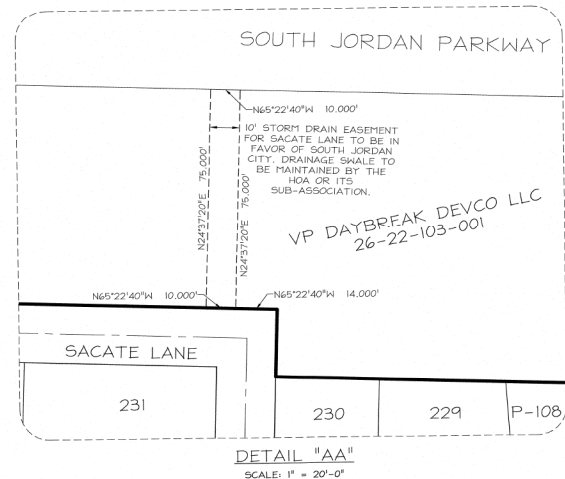 SOUTH JORDAN PARKWAY
N65°22'40"W 10.000'
10' STORM DRAIN EASEMENT
FOR SACATE LANE TO BE IN
FAVOR OF SOUTH JORDAN
CITY. DRAINAGE SWALE TO
BE MAINTAINED BY THE
HOA OR ITS
SUB-ASSOCIATION.
N24°37'20"E 75.000'
N24°37'20"E 75.000'
VP DAYBREAK DEVCO LLC
26-22-103-001
N65°22'40"W 10.000'
N65°22'40"W 14.000'
SACATE LANE
231
230
229
P-108
DETAIL "AA"
SCALE: 1" = 20'-0"